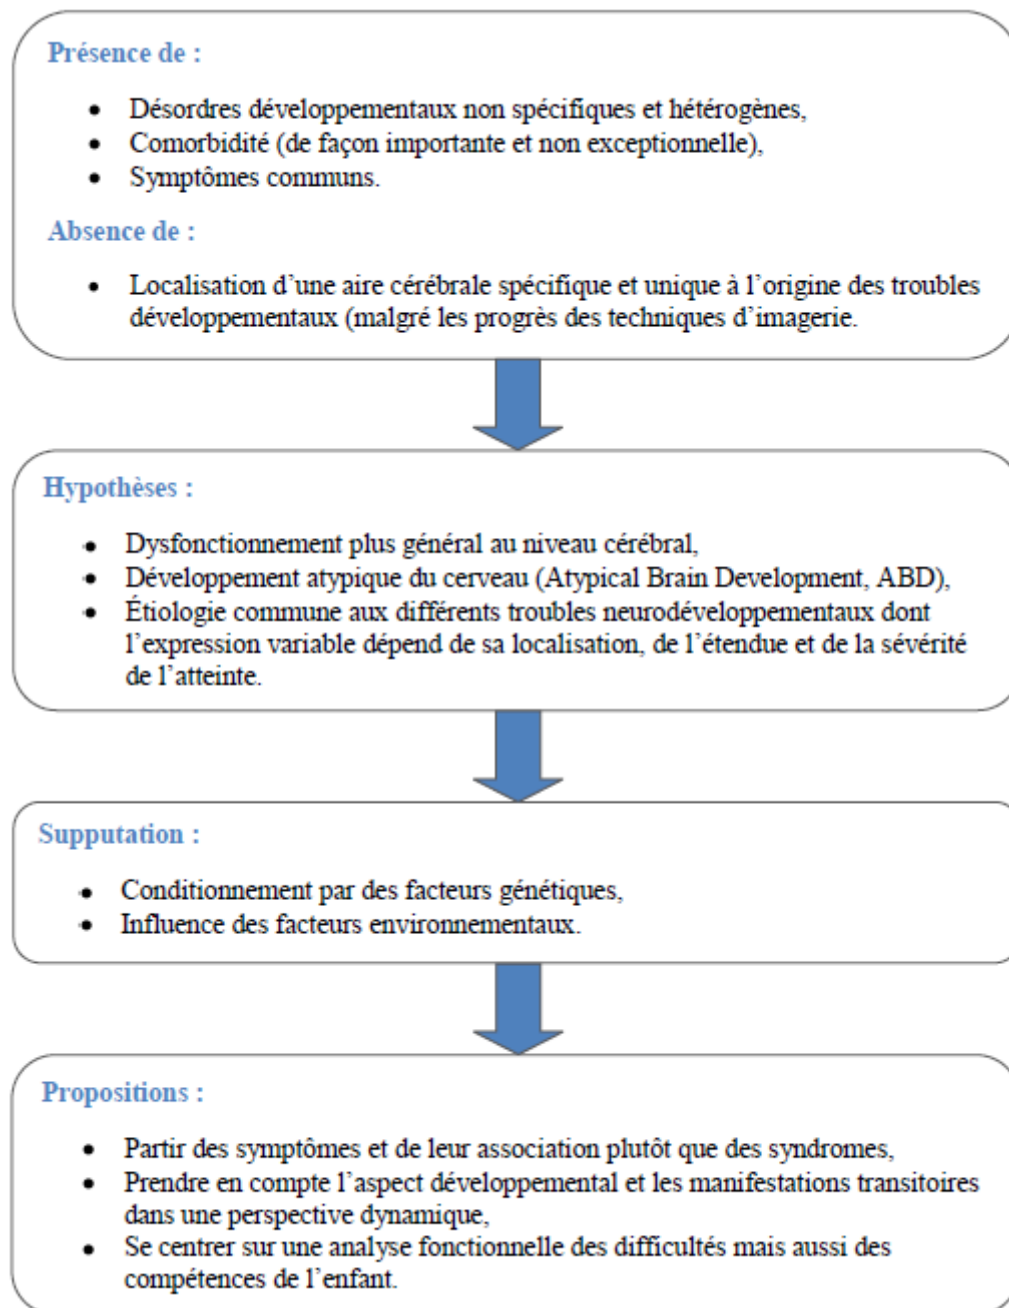 Présence de :
• Désordres développementaux non spécifiques et hétérogènes,
• Comorbidité (de façon importante et non exceptionnelle),
• Symptômes communs.
Absence de :
• Localisation d’une aire cérébrale spécifique et unique à l’origine des troubles
développementaux (malgré les progrès des techniques d’imagerie.
Hypothèses :
• Dysfonctionnement plus général au niveau cérébral,
• Développement atypique du cerveau (Atypical Brain Development, ABD),
• Étiologie commune aux différents troubles neurodéveloppementaux dont
l’expression variable dépend de sa localisation, de l’étendue et de la sévérité
de l’atteinte.
Supputation :
• Conditionnement par des facteurs génétiques,
• Influence des facteurs environnementaux.
Propositions :
• Partir des symptômes et de leur association plutôt que des syndromes,
• Prendre en compte l’aspect développemental et les manifestations transitoires
dans une perspective dynamique,
• Se centrer sur une analyse fonctionnelle des difficultés mais aussi des
compétences de l’enfant.